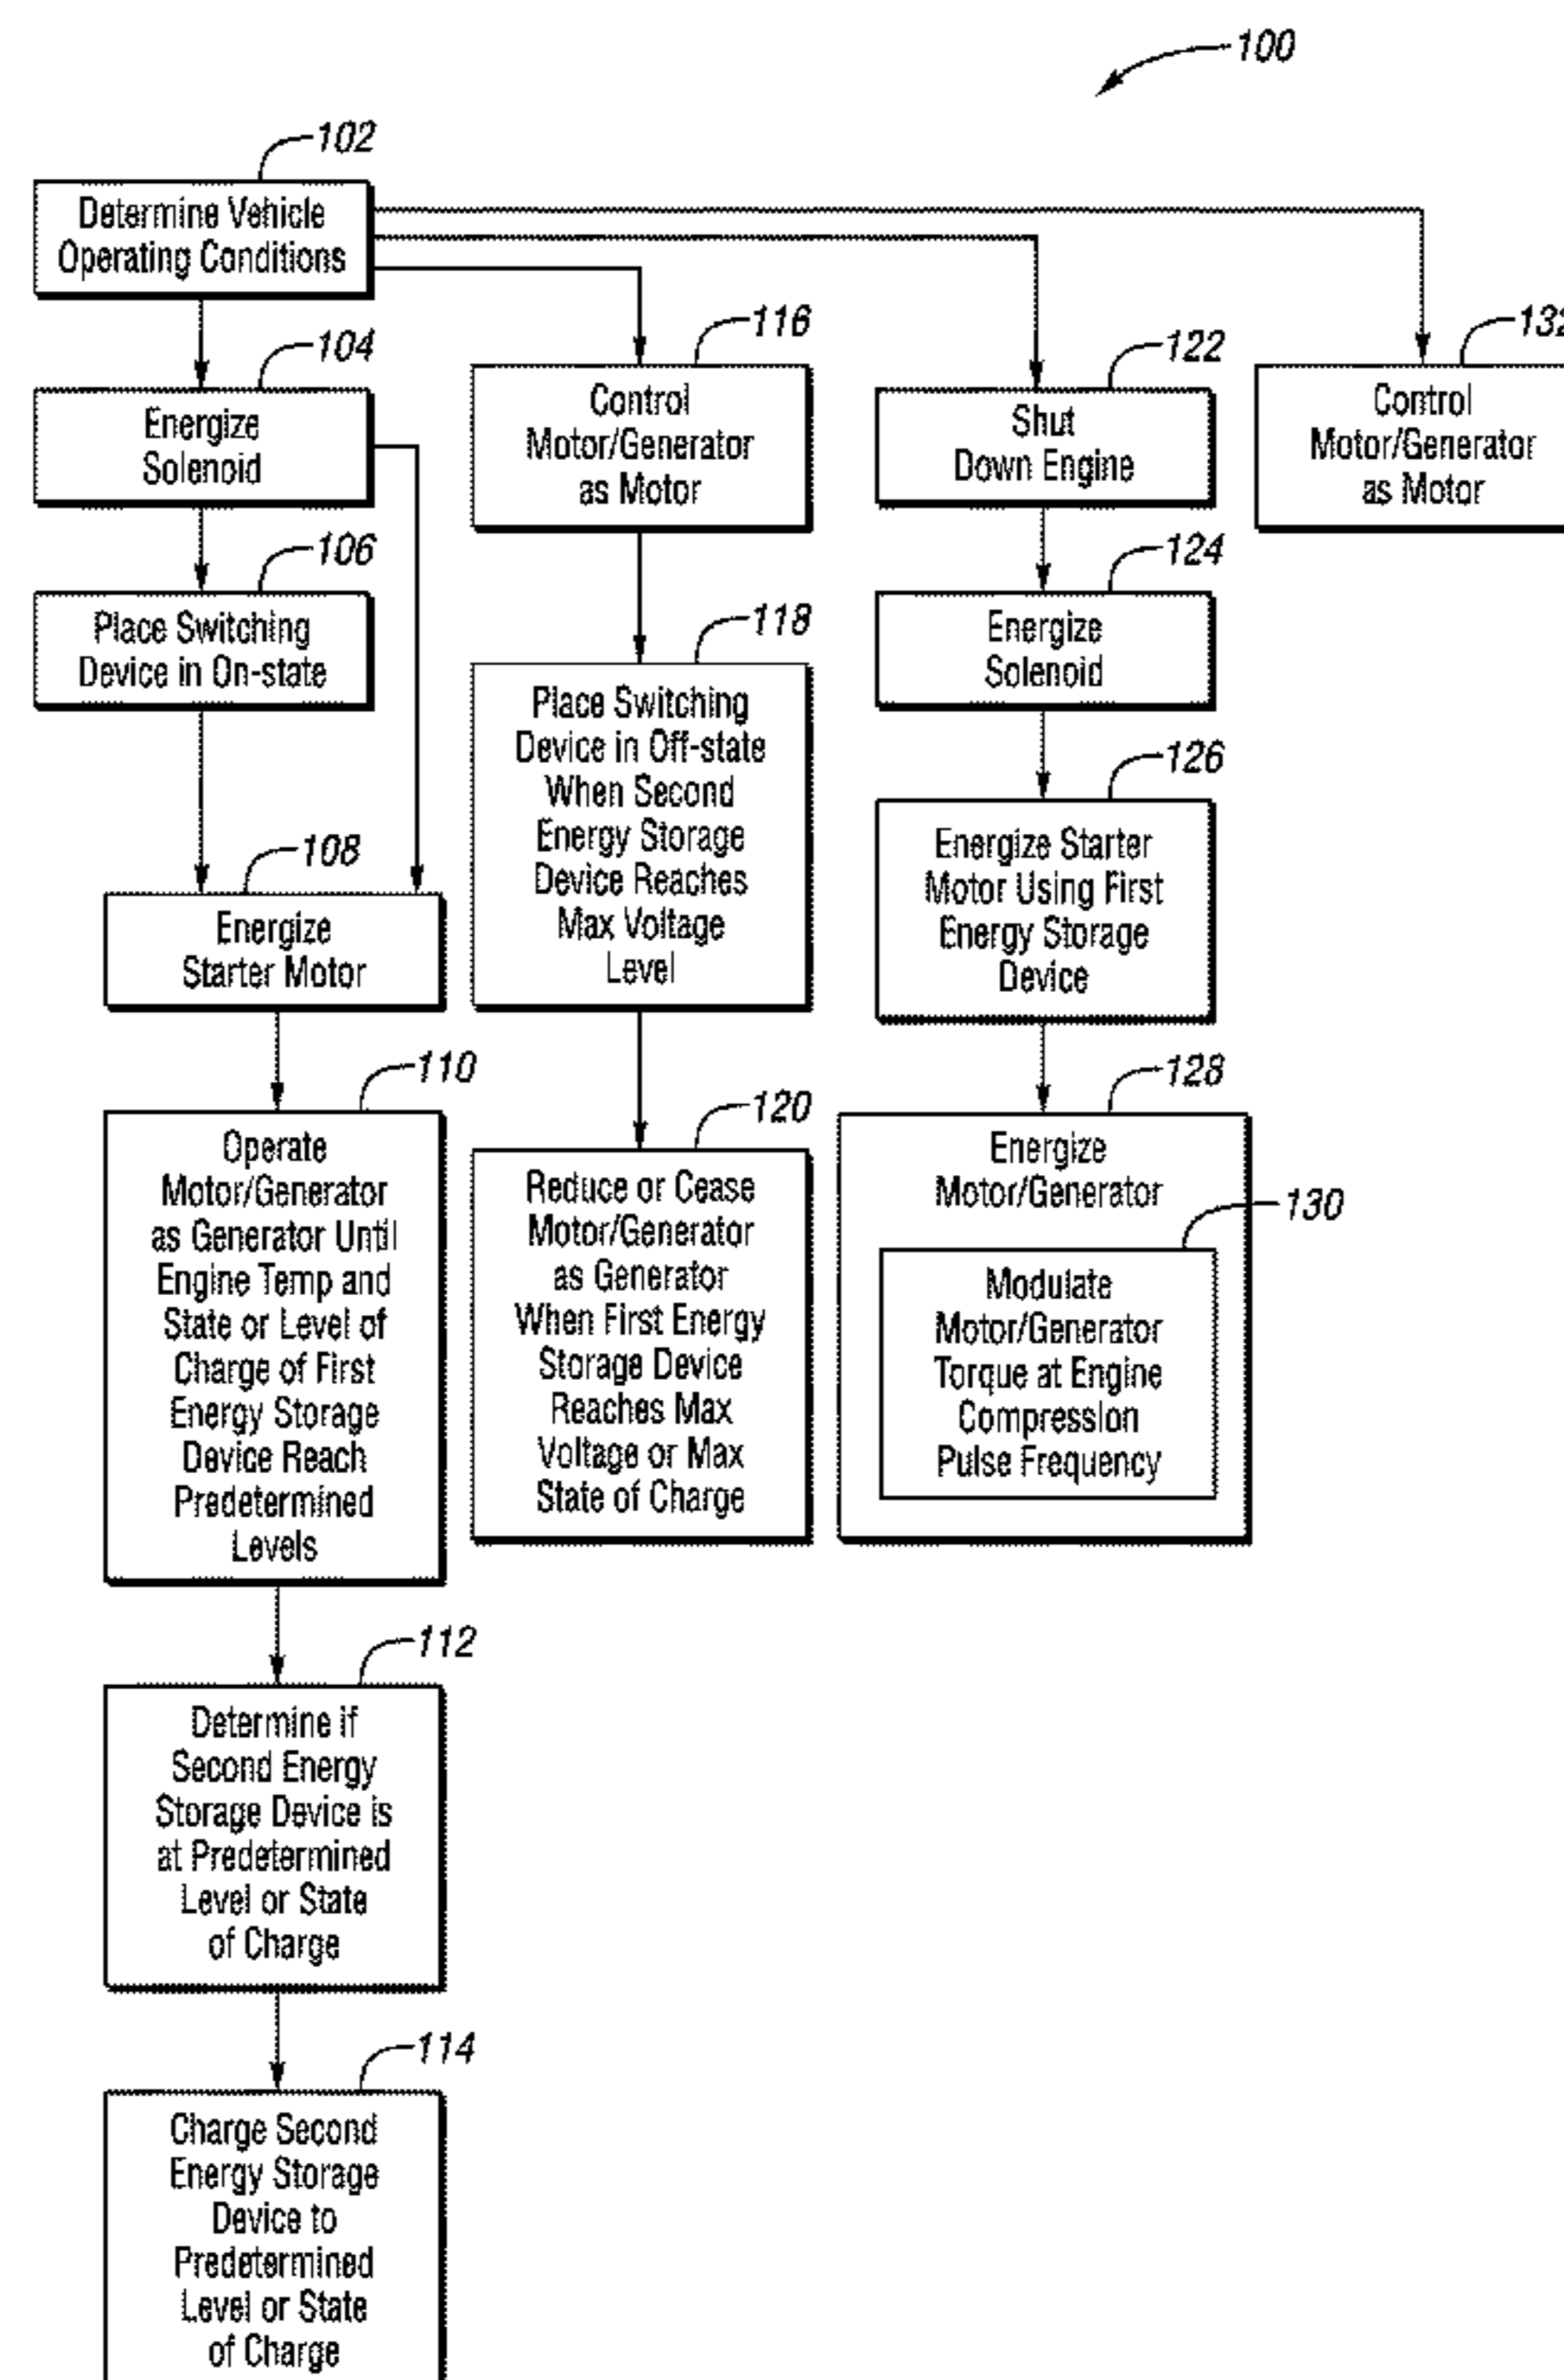 100
102
Determine Vehicle
Operating Conditions
104
Energize
Solenoid
106
Place Switching
Device in On-state
108
Energize
Starter Motor
110
Operate
Motor/Generator
as Generator Until
Engine Temp and
State or Level of
Charge of First
Energy Storage
Device Reach
Predetermined
Levels
112
Determine if
Second Energy
Storage Device is
at Predetermined
Level or State
of Charge
114
Charge Second
Energy Storage
Device to
Predetermined
Level or State
of Charge
116
Control
Motor/Generator
as Motor
118
Place Switching
Device in Off-state
When Second
Energy Storage
Device Reaches
Max Voltage
Level
120
Reduce or Cease
Motor/Generator
as Generator
When First Energy
Storage Device
Reaches Max
Voltage or Max
State of Charge
122
Shut
Down Engine
124
Energize
Solenoid
126
Energize Starter
Motor Using First
Energy Storage
Device
128
Energize
Motor/Generator
130
Modulate
Motor/Generator
Torque at Engine
Compression
Pulse Frequency
132
Control
Motor/Generator
as Motor